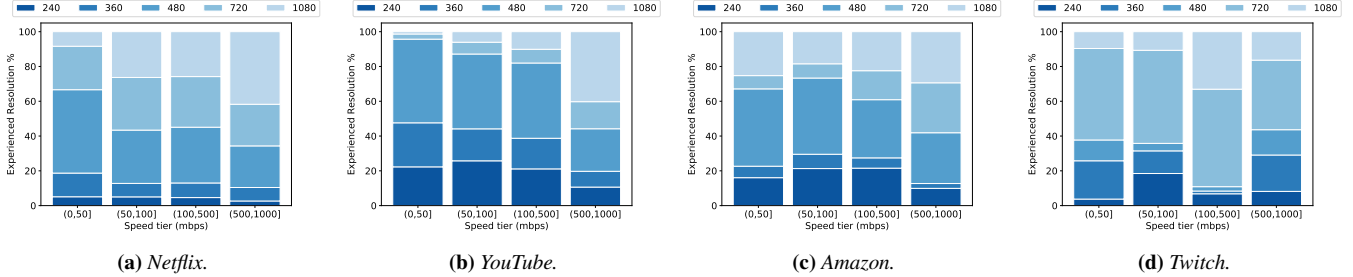 240 360 480 720 1080
Experienced Resolution %
100
80
60
40
20
0
(0,50] (50,100] (100,500] (500,1000]
Speed tier (mbps)
(a) Netflix.
240 360 480 720 1080
Experienced Resolution %
100
80
60
40
20
0
(0,50] (50,100] (100,500] (500,1000]
Speed tier (mbps)
(b) YouTube.
240 360 480 720 1080
Experienced Resolution %
100
80
60
40
20
0
(0,50] (50,100] (100,500] (500,1000]
Speed tier (mbps)
(c) Amazon.
240 360 480 720 1080
Experienced Resolution %
100
80
60
40
20
0
(0,50] (50,100] (100,500] (500,1000]
Speed tier (mbps)
(d) Twitch.